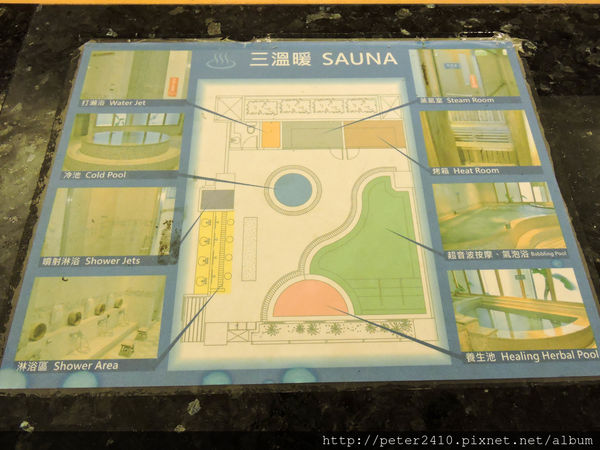 三溫暖 SAUNA
打瀨浴 Water Jet
蒸氣室 Steam Room
冷池 Cold Pool
烤箱 Heat Room
噴射淋浴 Shower Jets
超音波按摩、氣泡浴 Bubbling Pool
淋浴區 Shower Area
養生池 Healing Herbal Pool
http://peter2410.pixnet.net/album